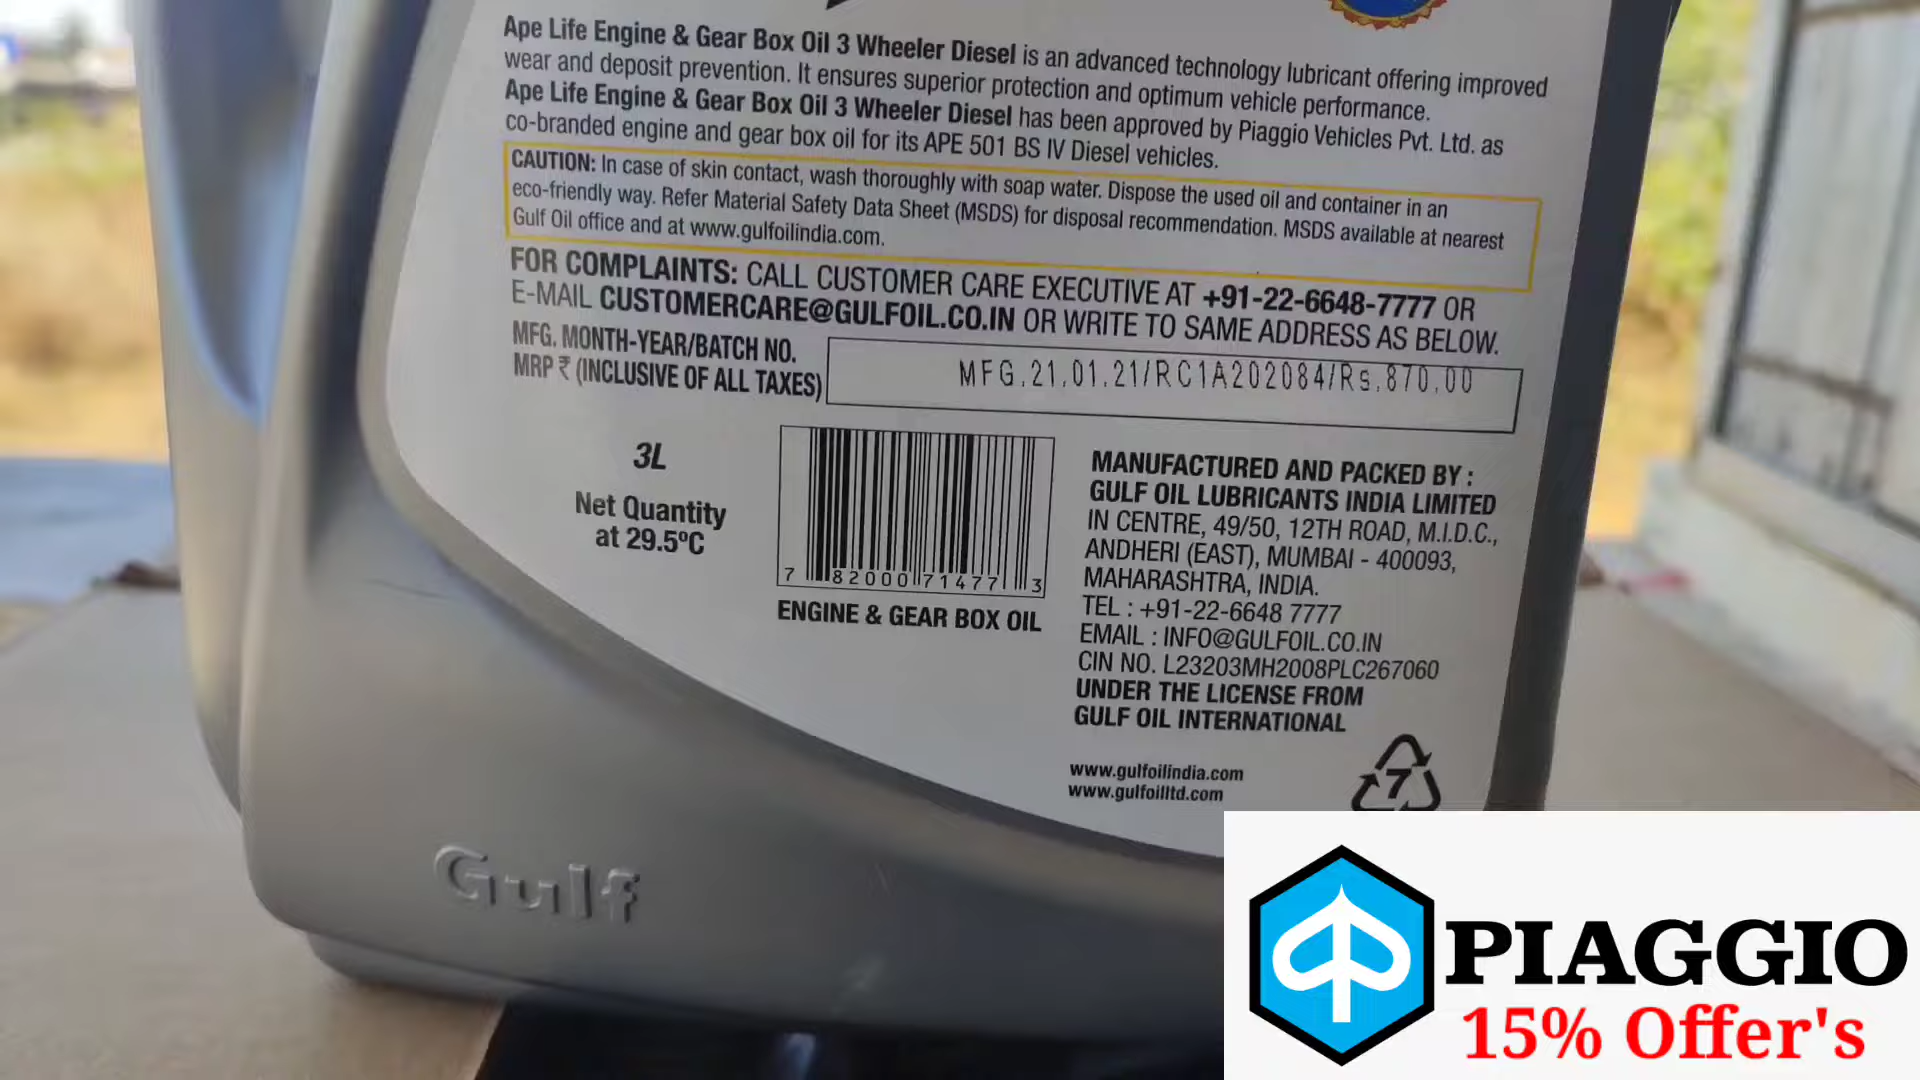 Ape Life Engine & Gear Box Oil 3 Wheeler Diesel is an advanced technology lubricant offering improved
wear and deposit prevention. It ensures superior protection and optimum vehicle performance.
Ape Life Engine & Gear Box Oil 3 Wheeler Diesel has been approved by Piaggio Vehicles Pvt. Ltd. as
co-branded engine and gear box oil for its APE 501 BS IV Diesel vehicles.
CAUTION: In case of skin contact, wash thoroughly with soap water. Dispose the used oil and container in an
eco-friendly way. Refer Material Safety Data Sheet (MSDS) for disposal recommendation. MSDS available at nearest
Gulf Oil office and at www.gulfoilindia.com.
FOR COMPLAINTS: CALL CUSTOMER CARE EXECUTIVE AT +91-22-6648-7777 OR
E-MAIL CUSTOMERCARE@GULFOIL.CO.IN OR WRITE TO SAME ADDRESS AS BELOW.
MFG. MONTH-YEAR/BATCH NO.
MRP ₹ (INCLUSIVE OF ALL TAXES)
MFG.21.01.21/RC1A202084/Rs.870.00
3L
Net Quantity
at 29.5ºC
7 82000 71477 3
ENGINE & GEAR BOX OIL
MANUFACTURED AND PACKED BY :
GULF OIL LUBRICANTS INDIA LIMITED
IN CENTRE, 49/50, 12TH ROAD, M.I.D.C.,
ANDHERI (EAST), MUMBAI - 400093,
MAHARASHTRA, INDIA.
TEL : +91-22-6648 7777
EMAIL : INFO@GULFOIL.CO.IN
CIN NO. L23203MH2008PLC267060
UNDER THE LICENSE FROM
GULF OIL INTERNATIONAL
www.gulfoilindia.com
www.gulfoilltd.com
7
Gulf
PIAGGIO
15% Offer's